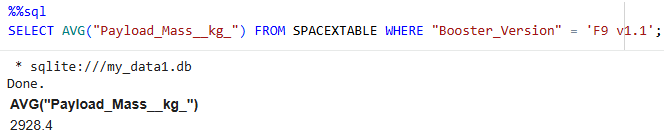 %%sql
SELECT AVG("Payload_Mass__kg_") FROM SPACEXTABLE WHERE "Booster_Version" = 'F9 v1.1';
* sqlite:///my_data1.db
Done.
AVG("Payload_Mass__kg_")
2928.4